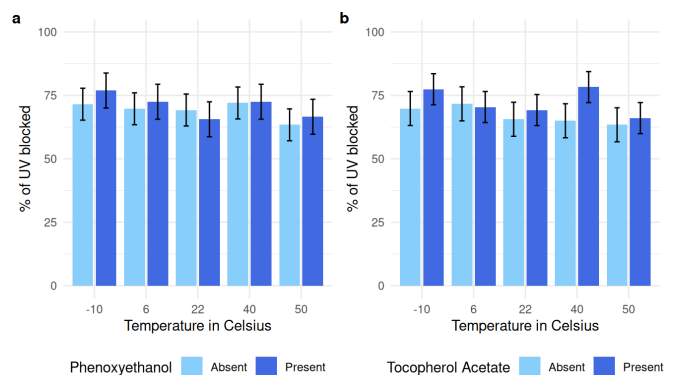 a
100
75
50
25
0
% of UV blocked
-10 6 22 40 50
Temperature in Celsius
Phenoxyethanol Absent Present
b
100
75
50
25
0
% of UV blocked
-10 6 22 40 50
Temperature in Celsius
Tocopherol Acetate Absent Present